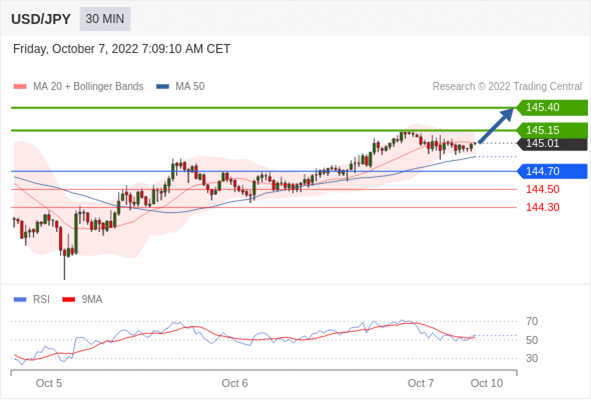 USD/JPY 30 MIN
Friday, October 7, 2022 7:09:10 AM CET
MA 20 + Bollinger Bands MA 50 Research © 2022 Trading Central
145.40
145.15
145.01
144.70
144.50
144.30
RSI 9MA
70
50
30
Oct 5 Oct 6 Oct 7 Oct 10